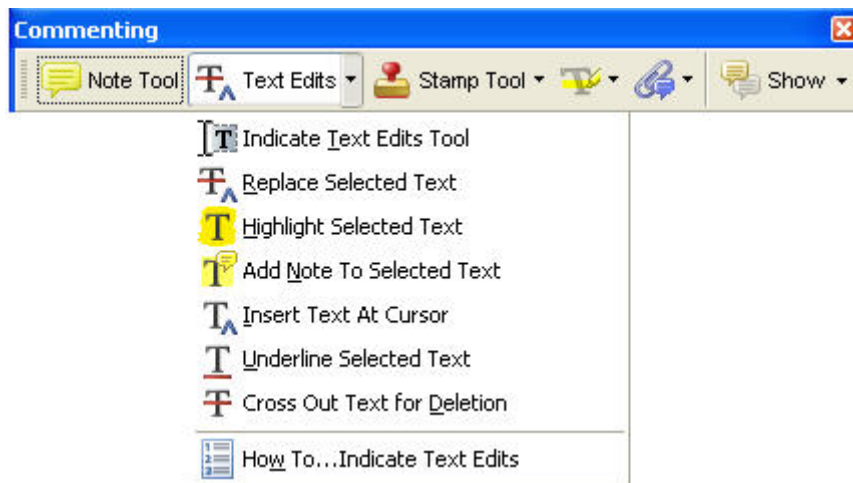 Commenting
Note Tool Text Edits Stamp Tool Show
Indicate Text Edits Tool
Replace Selected Text
Highlight Selected Text
Add Note To Selected Text
Insert Text At Cursor
Underline Selected Text
Cross Out Text for Deletion
How To...Indicate Text Edits